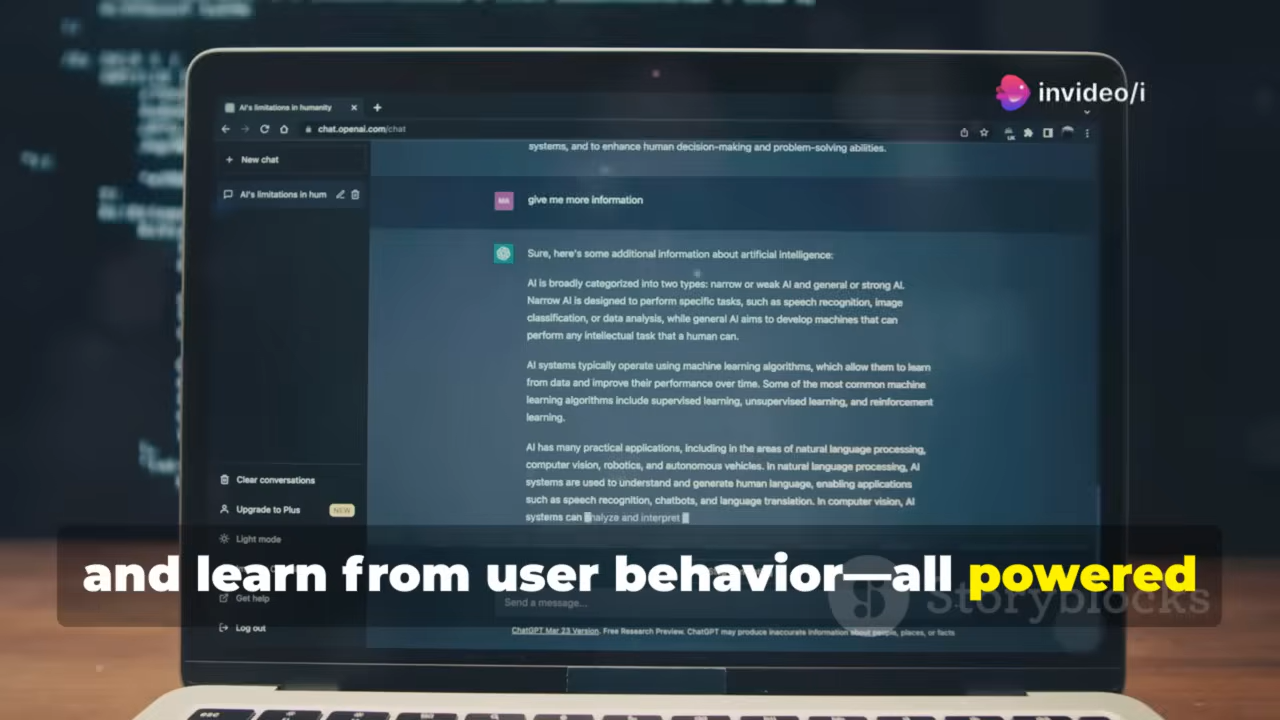 invideo/i
AI's limitations in humanity
chat.openai.com/chat
New chat
AI's limitations in hum
systems, and to enhance human decision-making and problem-solving abilities.
MA
give me more information
Sure, here's some additional information about artificial intelligence:
AI is broadly categorized into two types: narrow or weak AI and general or strong AI.
Narrow AI is designed to perform specific tasks, such as speech recognition, image
classification, or data analysis, while general AI aims to develop machines that can
perform any intellectual task that a human can.
AI systems typically operate using machine learning algorithms, which allow them to learn
from data and improve their performance over time. Some of the most common machine
learning algorithms include supervised learning, unsupervised learning, and reinforcement
learning.
AI has many practical applications, including in the areas of natural language processing,
computer vision, robotics, and autonomous vehicles. In natural language processing, AI
systems are used to understand and generate human language, enabling applications
such as speech recognition, chatbots, and language translation. In computer vision, AI
systems can analyze and interpret
Clear conversations
Upgrade to Plus NEW
Light mode
and learn from user behavior—all powered
Get help
Storyblocks
Send a message...
Log out
ChatGPT Mar 23 Version. Free Research Preview. ChatGPT may produce inaccurate information about people, places, or facts
esc